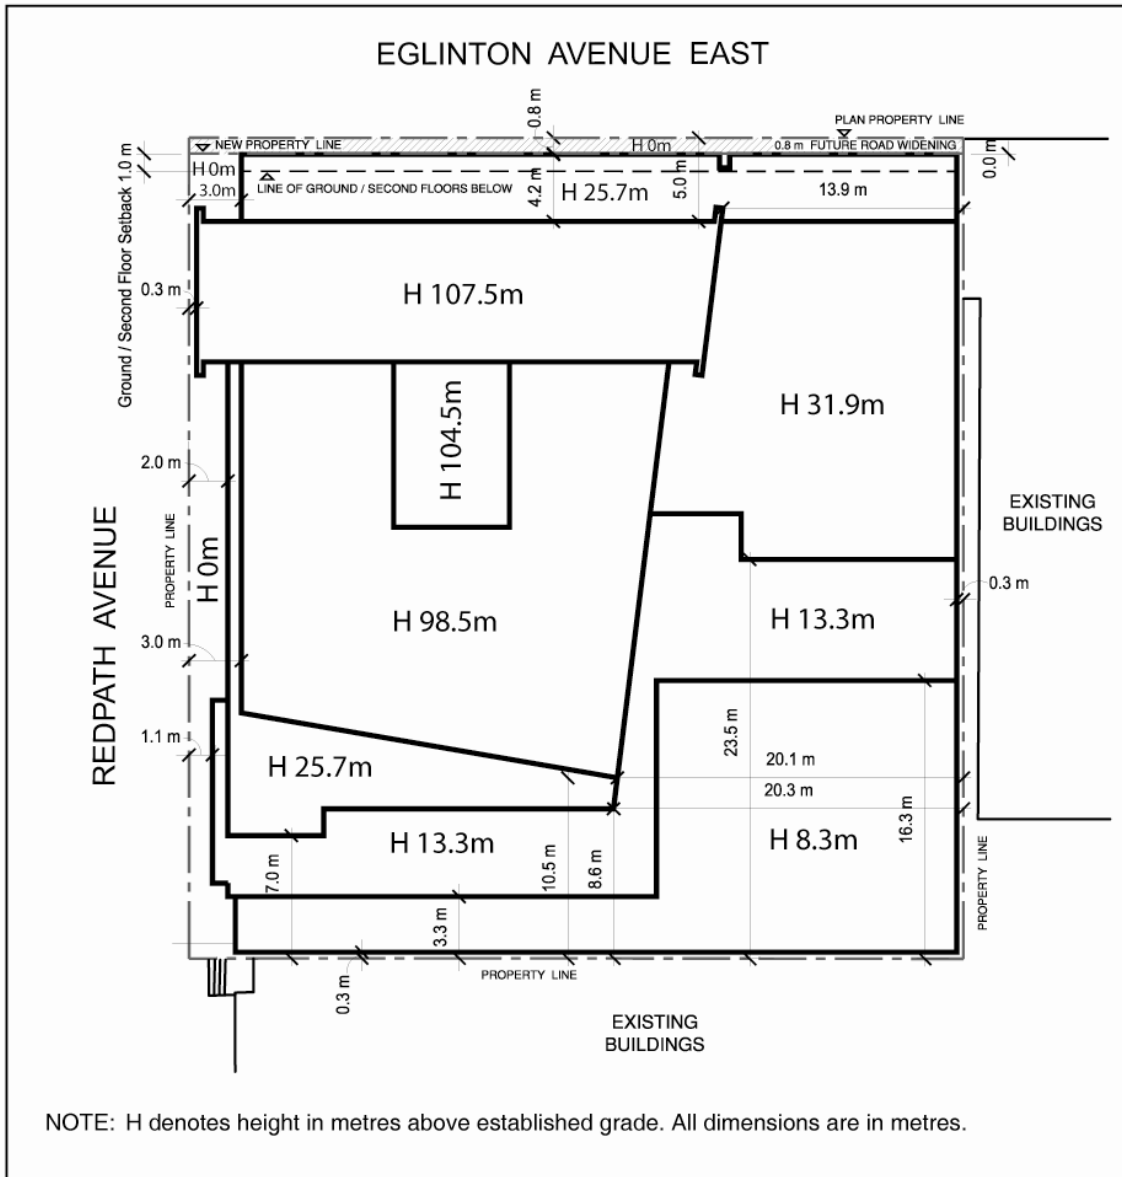 EGLINTON AVENUE EAST
0.8 m
PLAN PROPERTY LINE
NEW PROPERTY LINE
H 0m
0.8 m FUTURE ROAD WIDENING
0.0 m
Ground / Second Floor Setback 1.0 m
H 0m
3.0m
LINE OF GROUND / SECOND FLOORS BELOW
4.2 m
H 25.7m
5.0 m
13.9 m
0.3 m
H 107.5m
H 104.5m
H 31.9m
2.0 m
REDPATH AVENUE
PROPERTY LINE
H 0m
EXISTING
BUILDINGS
0.3 m
H 98.5m
H 13.3m
3.0 m
1.1 m
H 25.7m
23.5 m
20.1 m
20.3 m
16.3 m
H 13.3m
H 8.3m
7.0 m
10.5 m
8.6 m
3.3 m
PROPERTY LINE
0.3 m
PROPERTY LINE
EXISTING
BUILDINGS
NOTE: H denotes height in metres above established grade. All dimensions are in metres.